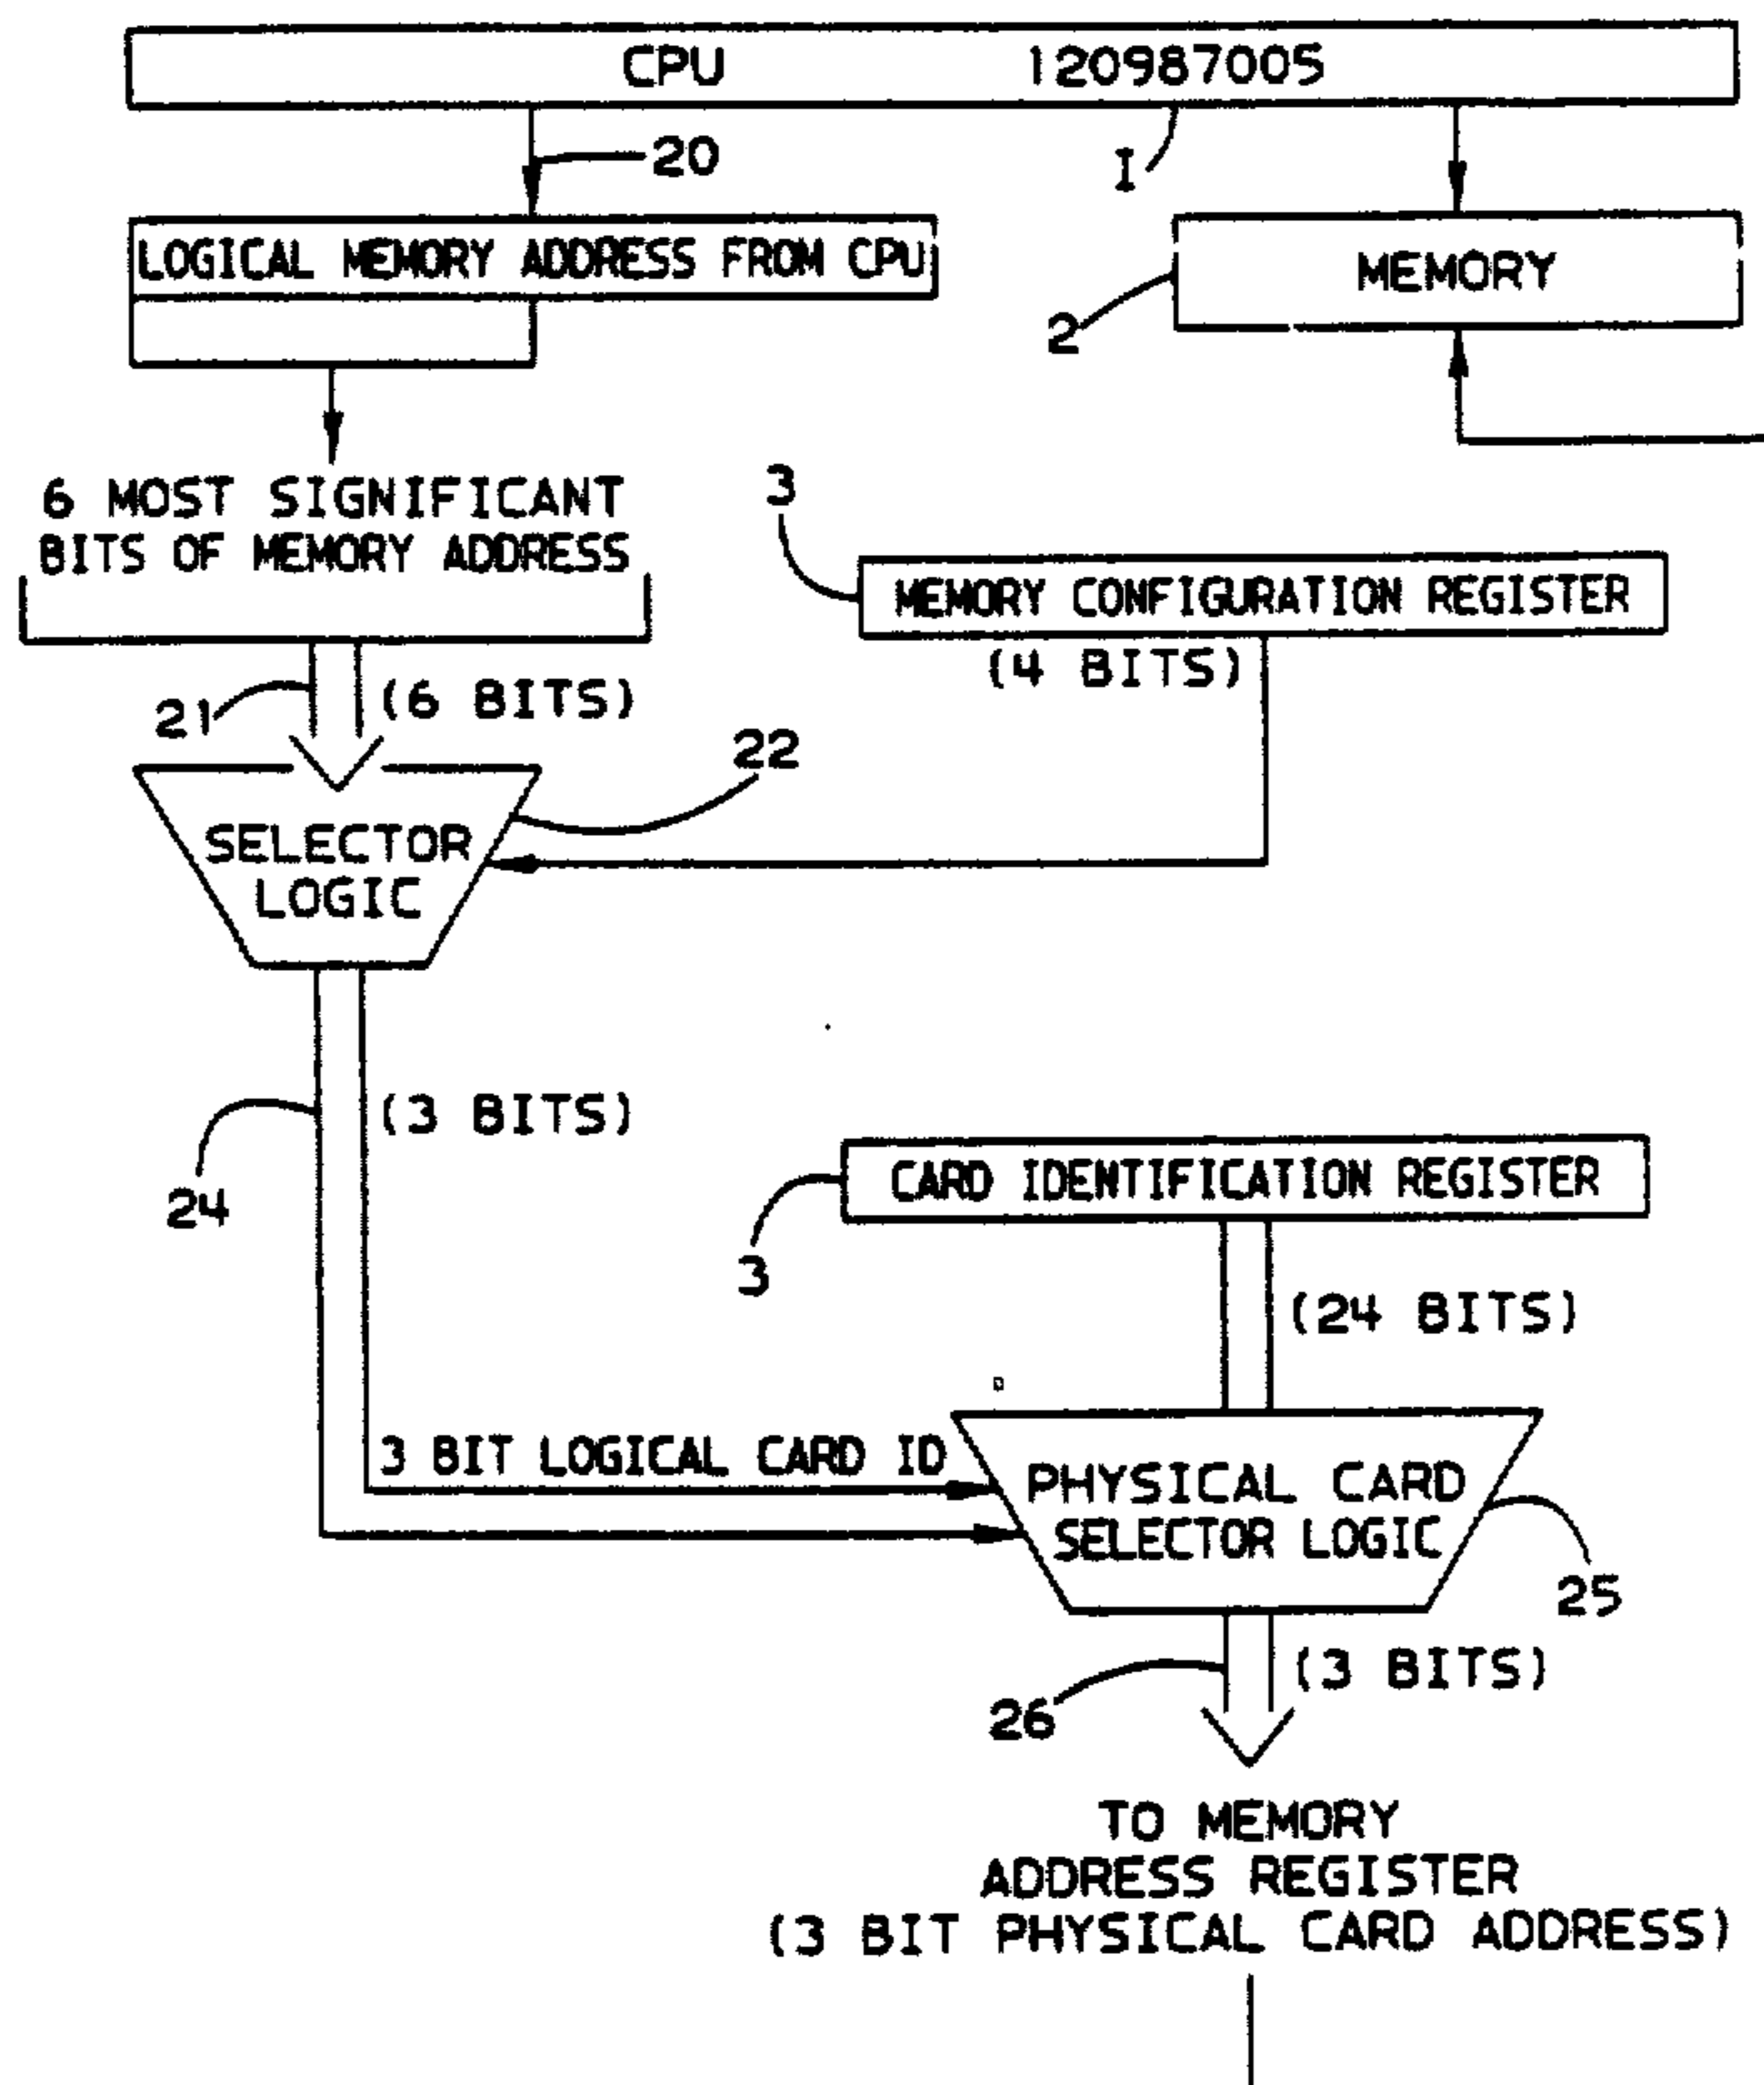 CPU 120987005
20
I
LOGICAL MEMORY ADDRESS FROM CPU
MEMORY
2
6 MOST SIGNIFICANT
BITS OF MEMORY ADDRESS
3
MEMORY CONFIGURATION REGISTER
(4 BITS)
21
(6 BITS)
22
SELECTOR
LOGIC
(3 BITS)
24
CARD IDENTIFICATION REGISTER
3
(24 BITS)
3 BIT LOGICAL CARD ID
PHYSICAL CARD
SELECTOR LOGIC
25
(3 BITS)
26
TO MEMORY
ADDRESS REGISTER
(3 BIT PHYSICAL CARD ADDRESS)